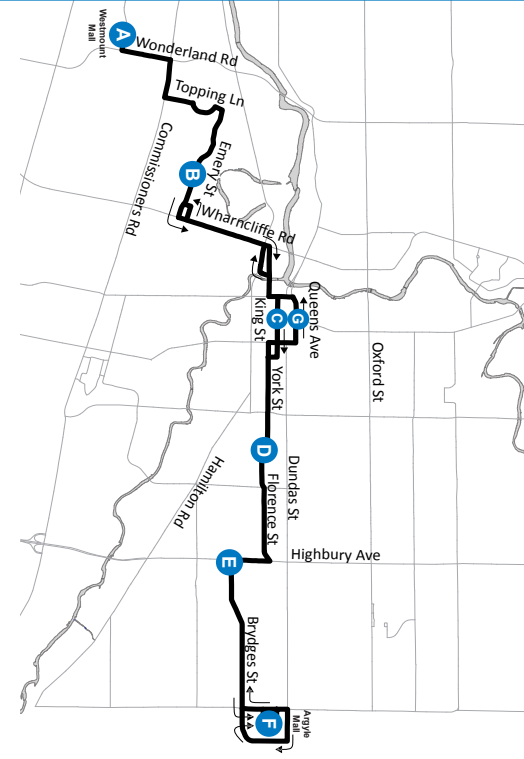 A
Westmount
Mall
Wonderland Rd
Topping Ln
Commissioners Rd
Emery St
B
Wharncliffe Rd
Queens Ave
G
C
King St
York St
Oxford St
D
Dundas St
Florence St
Hamilton Rd
Highbury Ave
E
Brydges St
Argyle
Mall
F